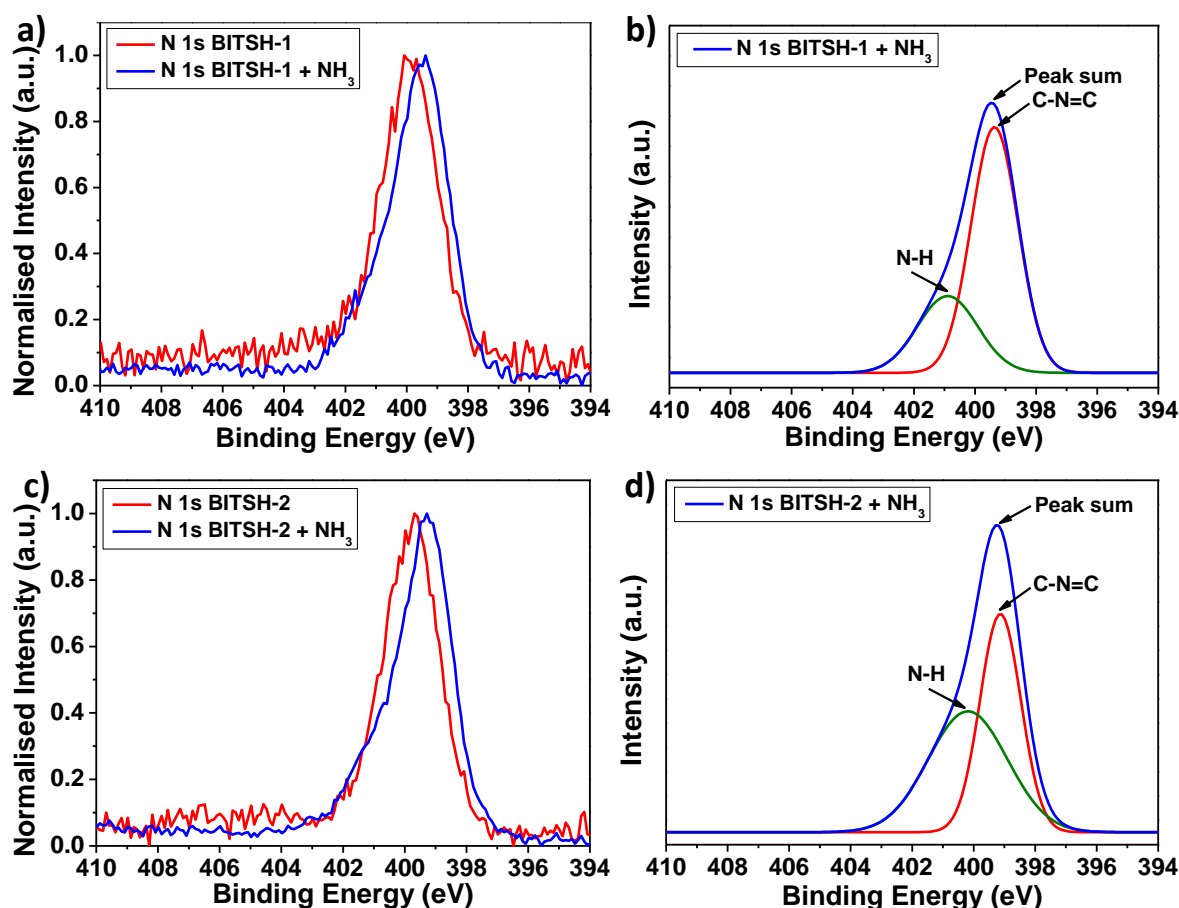 a)
N 1s BITSH-1
N 1s BITSH-1 + NH₃
Normalised Intensity (a.u.)
1.0
0.8
0.6
0.4
0.2
0.0
410 408 406 404 402 400 398 396 394
Binding Energy (eV)
b)
N 1s BITSH-1 + NH₃
Peak sum
C-N=C
N-H
Intensity (a.u.)
410 408 406 404 402 400 398 396 394
Binding Energy (eV)
c)
N 1s BITSH-2
N 1s BITSH-2 + NH₃
Normalised Intensity (a.u.)
1.0
0.8
0.6
0.4
0.2
0.0
410 408 406 404 402 400 398 396 394
Binding Energy (eV)
d)
N 1s BITSH-2 + NH₃
Peak sum
C-N=C
N-H
Intensity (a.u.)
410 408 406 404 402 400 398 396 394
Binding Energy (eV)